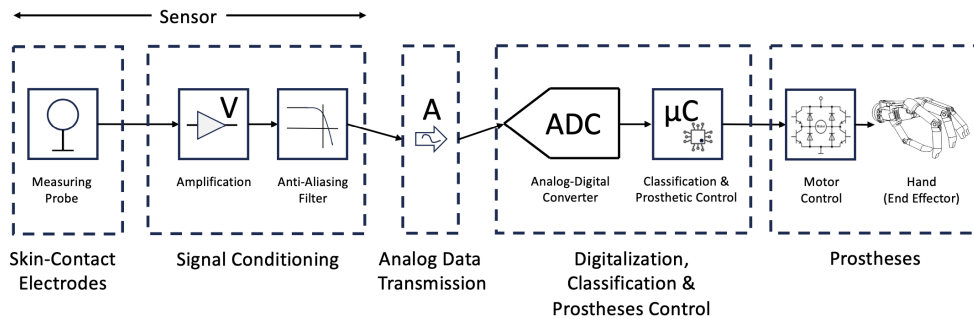 Sensor
V
A
ADC
µC
Measuring
Probe
Amplification
Anti-Aliasing
Filter
Analog-Digital
Converter
Classification &
Prosthetic Control
Motor
Control
Hand
(End Effector)
Skin-Contact
Electrodes
Signal Conditioning
Analog Data
Transmission
Digitalization,
Classification &
Prostheses Control
Prostheses